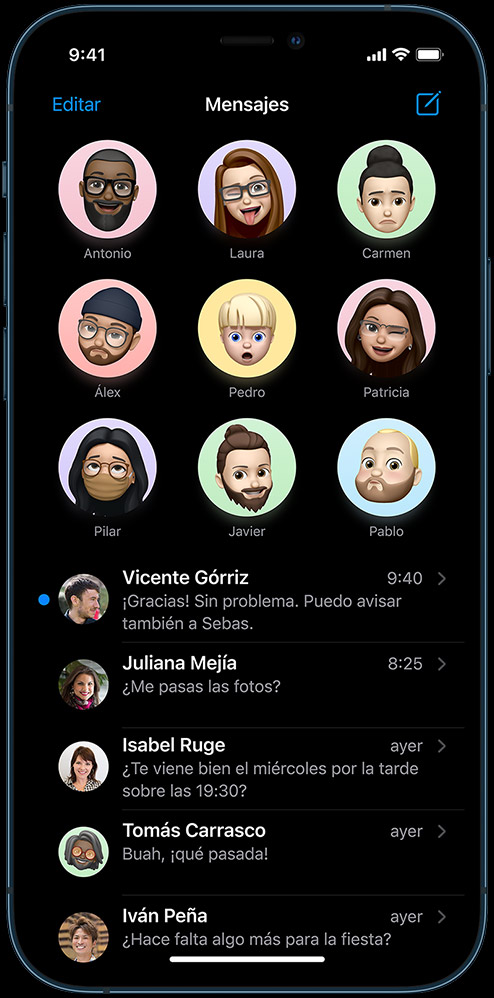 9:41
Editar Mensajes
Antonio Laura Carmen
Álex Pedro Patricia
Pilar Javier Pablo
Vicente Górriz 9:40
¡Gracias! Sin problema. Puedo avisar
también a Sebas.
Juliana Mejía 8:25
¿Me pasas las fotos?
Isabel Ruge ayer
¿Te viene bien el miércoles por la tarde
sobre las 19:30?
Tomás Carrasco ayer
Buah, ¡qué pasada!
Iván Peña ayer
¿Hace falta algo más para la fiesta?